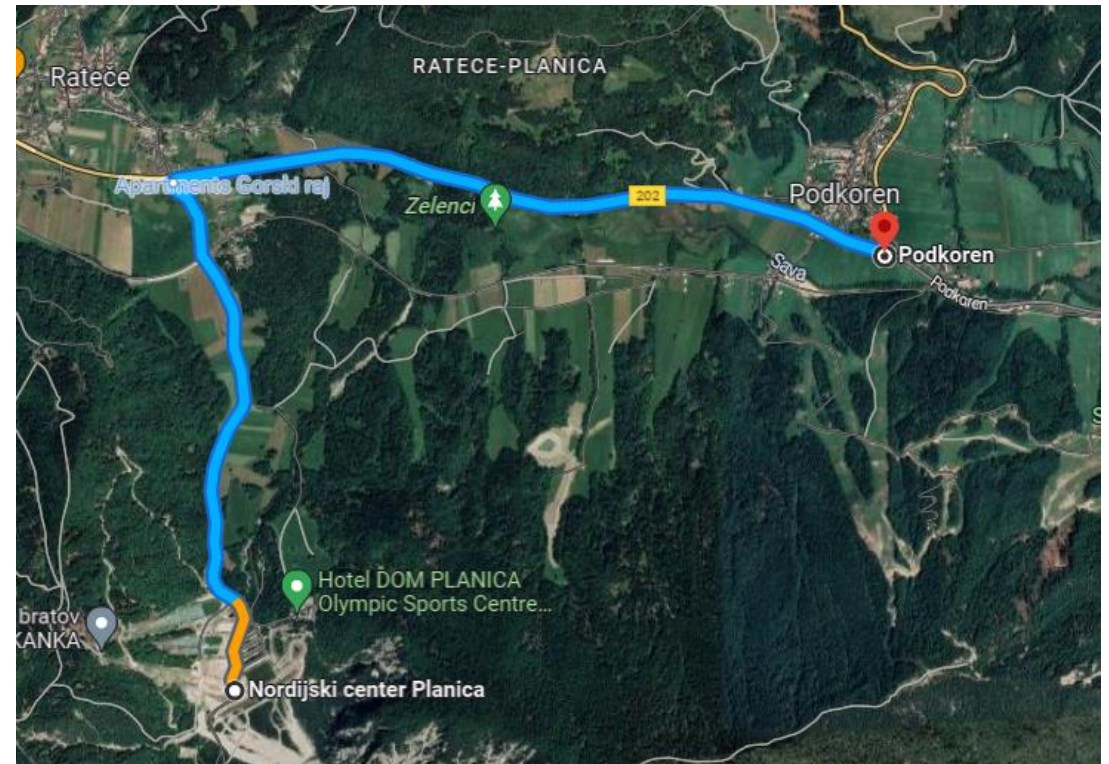 Rateče
RATEČE-PLANICA
Apartments Gorski raj
Zelenci
202
Podkoren
Podkoren
Sava
Podkoren
S
Hotel DOM PLANICA
Olympic Sports Centre...
bratov
KANKA
Nordijski center Planica